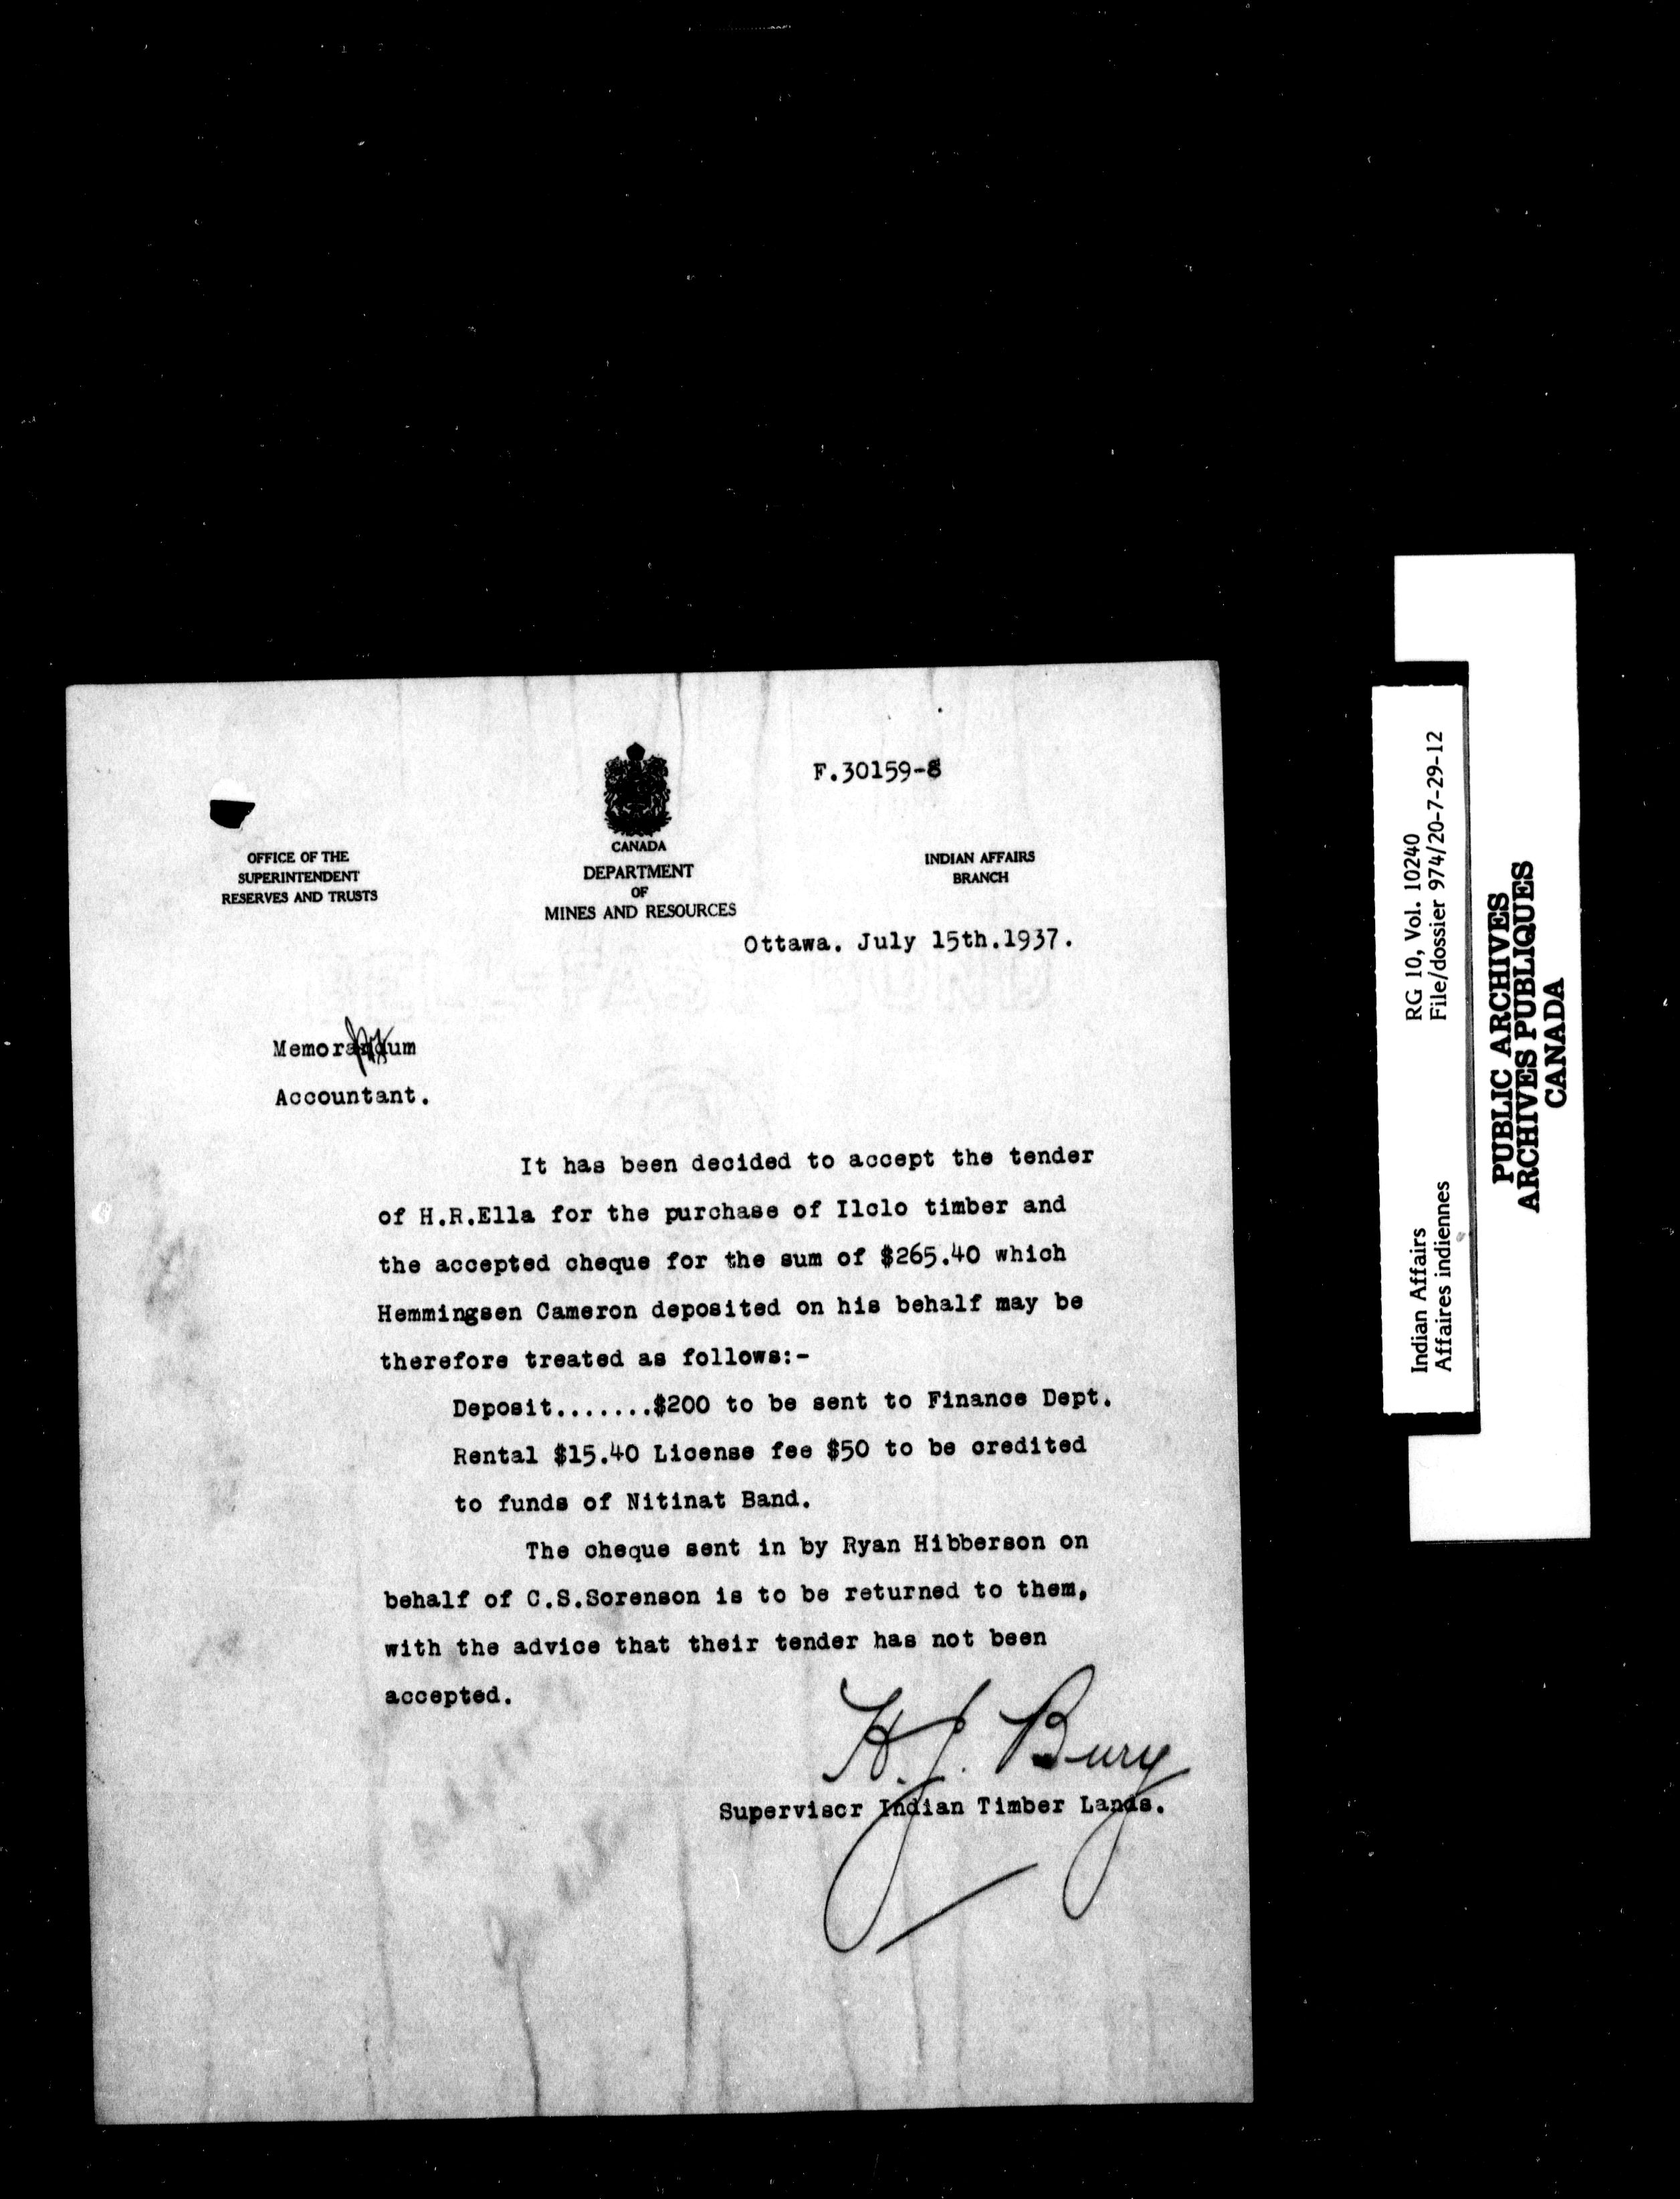 F.30159-8
OFFICE OF THE
SUPERINTENDENT
RESERVES AND TRUSTS
CANADA
DEPARTMENT
OF
MINES AND RESOURCES
INDIAN AFFAIRS
BRANCH
Ottawa. July 15th.1937.
Memorandum
Accountant.
It has been decided to accept the tender
of H.R.Ella for the purchase of Ilclo timber and
the accepted cheque for the sum of $265.40 which
Hemmingsen Cameron deposited on his behalf may be
therefore treated as follows:-
Deposit.......$200 to be sent to Finance Dept.
Rental $15.40 License fee $50 to be credited
to funds of Nitinat Band.
The cheque sent in by Ryan Hibberson on
behalf of C.S.Sorenson is to be returned to them,
with the advice that their tender has not been
accepted.
H.J. Bury
Supervisor Indian Timber Lands.
Indian Affairs RG 10, Vol. 10240
Affaires indiennes File/dossier 974/20-7-29-12
PUBLIC ARCHIVES
ARCHIVES PUBLIQUES
CANADA